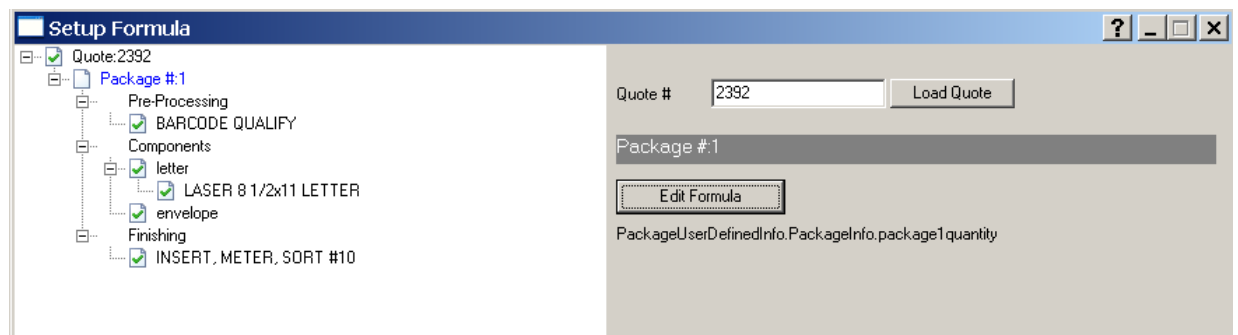 Setup Formula
Quote:2392
Package #:1
Pre-Processing
BARCODE QUALIFY
Components
letter
LASER 8 1/2x11 LETTER
envelope
Finishing
INSERT, METER, SORT #10
Quote #
2392
Load Quote
Package #:1
Edit Formula
PackageUserDefinedInfo.PackageInfo.package1quantity